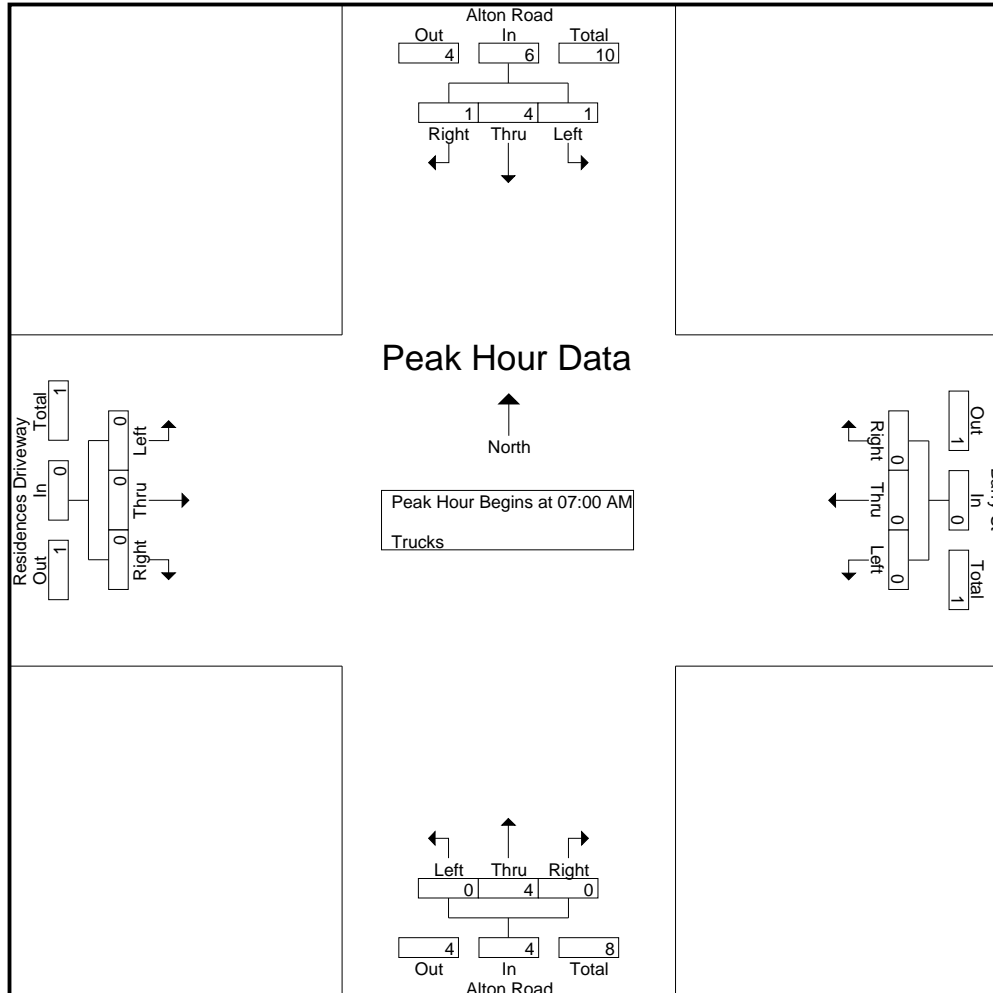 Alton Road
Out In Total
4 6 10
1 4 1
Right Thru Left
Peak Hour Data
North
Peak Hour Begins at 07:00 AM
Trucks
Residences Driveway
Out In Total
1 0 1
0 0 0
Left Thru Right
Right Thru Left
0 0 0
1 0 1
Out In Total
Left Thru Right
0 4 0
4 4 8
Out In Total
Alton Road